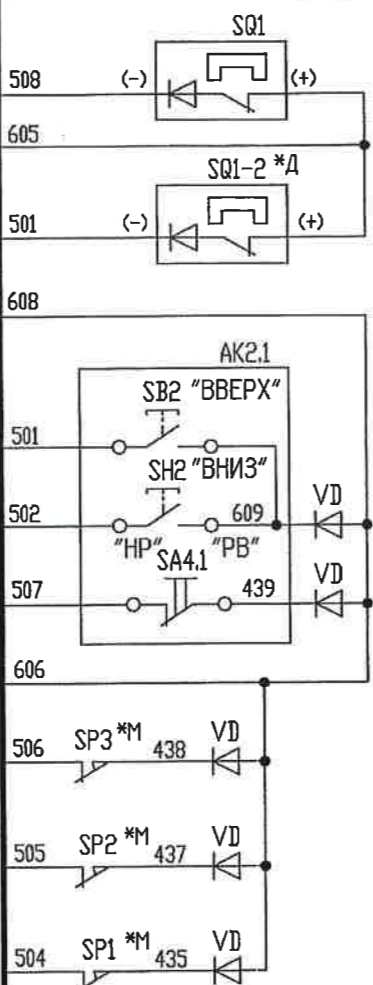 SQ1
508 (-) (+)
605
SQ1-2 *Д
501 (-) (+)
608
АК2.1
SB2 "ВВЕРХ"
501
SH2 "ВНИЗ"
502 609 VD
"НР" "РВ"
SA4.1 VD
507 439
606
506 SP3 *М 438 VD
505 SP2 *М 437 VD
504 SP1 *М 435 VD